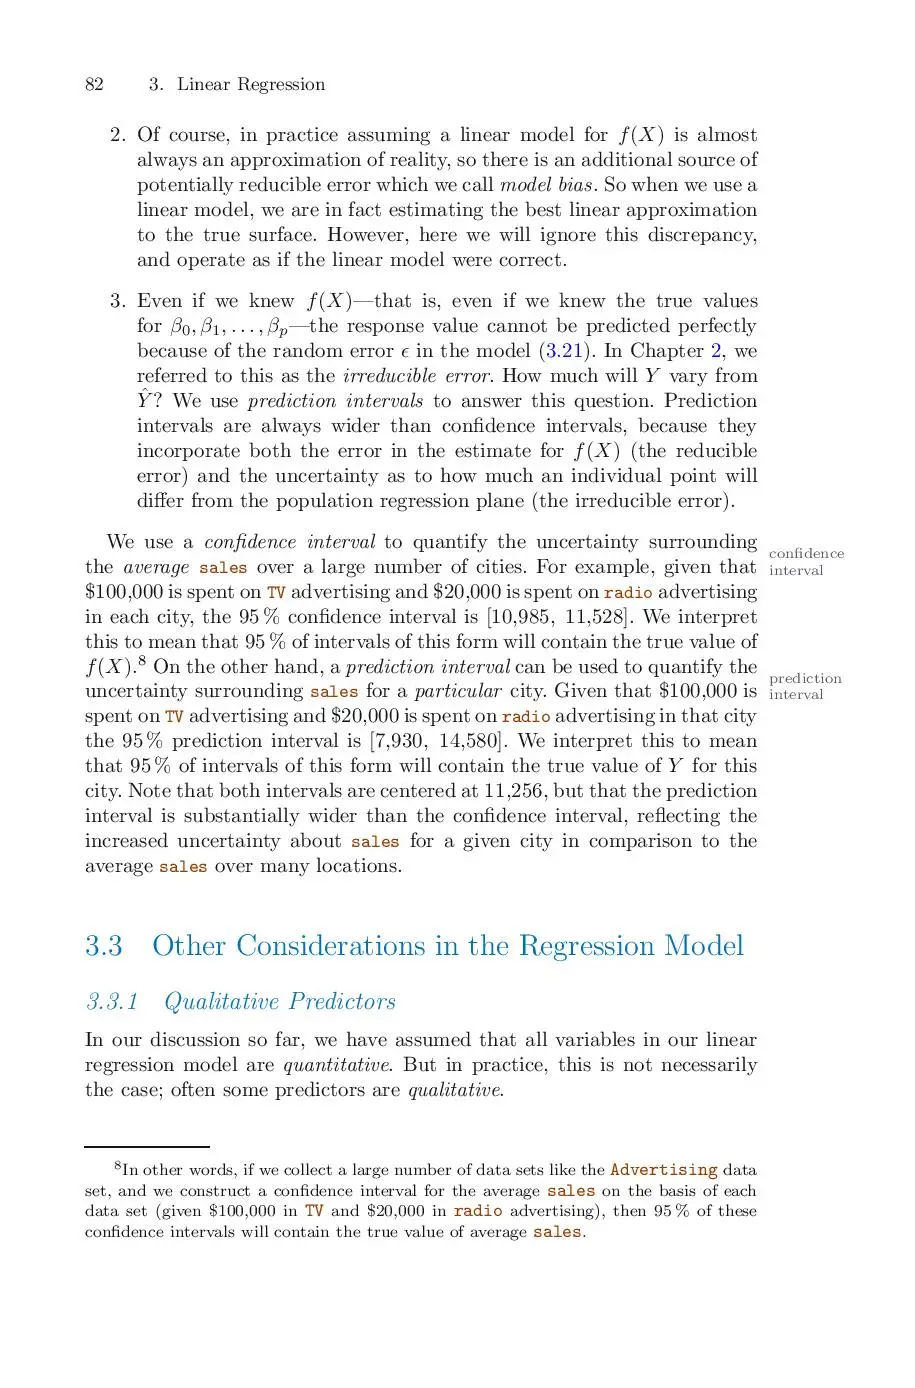 82 3. Linear Regression
2. Of course, in practice assuming a linear model for f(X) is almost
always an approximation of reality, so there is an additional source of
potentially reducible error which we call model bias. So when we use a
linear model, we are in fact estimating the best linear approximation
to the true surface. However, here we will ignore this discrepancy,
and operate as if the linear model were correct.
3. Even if we knew f(X)—that is, even if we knew the true values
for β₀, β₁, . . . , βₚ—the response value cannot be predicted perfectly
because of the random error ϵ in the model (3.21). In Chapter 2, we
referred to this as the irreducible error. How much will Y vary from
Ŷ? We use prediction intervals to answer this question. Prediction
intervals are always wider than confidence intervals, because they
incorporate both the error in the estimate for f(X) (the reducible
error) and the uncertainty as to how much an individual point will
differ from the population regression plane (the irreducible error).
We use a confidence interval to quantify the uncertainty surrounding
the average sales over a large number of cities. For example, given that
$100,000 is spent on TV advertising and $20,000 is spent on radio advertising
in each city, the 95 % confidence interval is [10,985, 11,528]. We interpret
this to mean that 95 % of intervals of this form will contain the true value of
f(X).⁸ On the other hand, a prediction interval can be used to quantify the
uncertainty surrounding sales for a particular city. Given that $100,000 is
spent on TV advertising and $20,000 is spent on radio advertising in that city
the 95 % prediction interval is [7,930, 14,580]. We interpret this to mean
that 95 % of intervals of this form will contain the true value of Y for this
city. Note that both intervals are centered at 11,256, but that the prediction
interval is substantially wider than the confidence interval, reflecting the
increased uncertainty about sales for a given city in comparison to the
average sales over many locations.
confidence
interval
prediction
interval
3.3 Other Considerations in the Regression Model
3.3.1 Qualitative Predictors
In our discussion so far, we have assumed that all variables in our linear
regression model are quantitative. But in practice, this is not necessarily
the case; often some predictors are qualitative.
⁸In other words, if we collect a large number of data sets like the Advertising data
set, and we construct a confidence interval for the average sales on the basis of each
data set (given $100,000 in TV and $20,000 in radio advertising), then 95 % of these
confidence intervals will contain the true value of average sales.